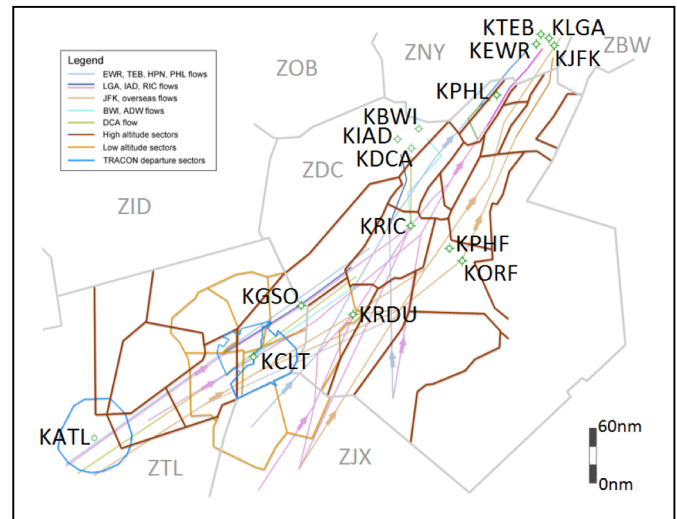 KTEB
KLGA
KEWR
KJFK
ZBW
ZNY
ZOB
Legend
EWR, TEB, HPN, PHL flows
LGA, IAD, RIC flows
JFK, overseas flows
BWI, ADW flows
DCA flow
High altitude sectors
Low altitude sectors
TRACON departure sectors
KPHL
KBWI
KIAD
KDCA
ZDC
ZID
KRIC
KPHF
KORF
KGSO
KRDU
KCLT
KATL
ZTL
ZJX
60nm
0nm